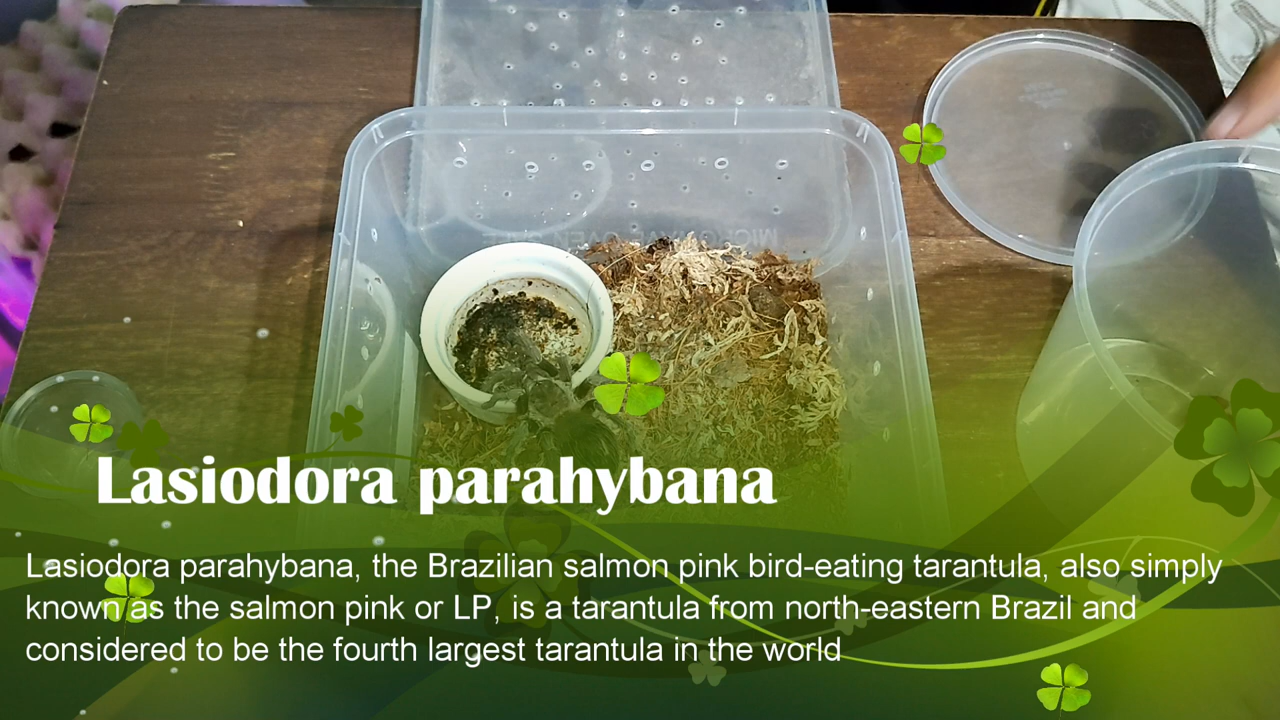 Lasiodora parahybana
Lasiodora parahybana, the Brazilian salmon pink bird-eating tarantula, also simply
known as the salmon pink or LP, is a tarantula from north-eastern Brazil and
considered to be the fourth largest tarantula in the world